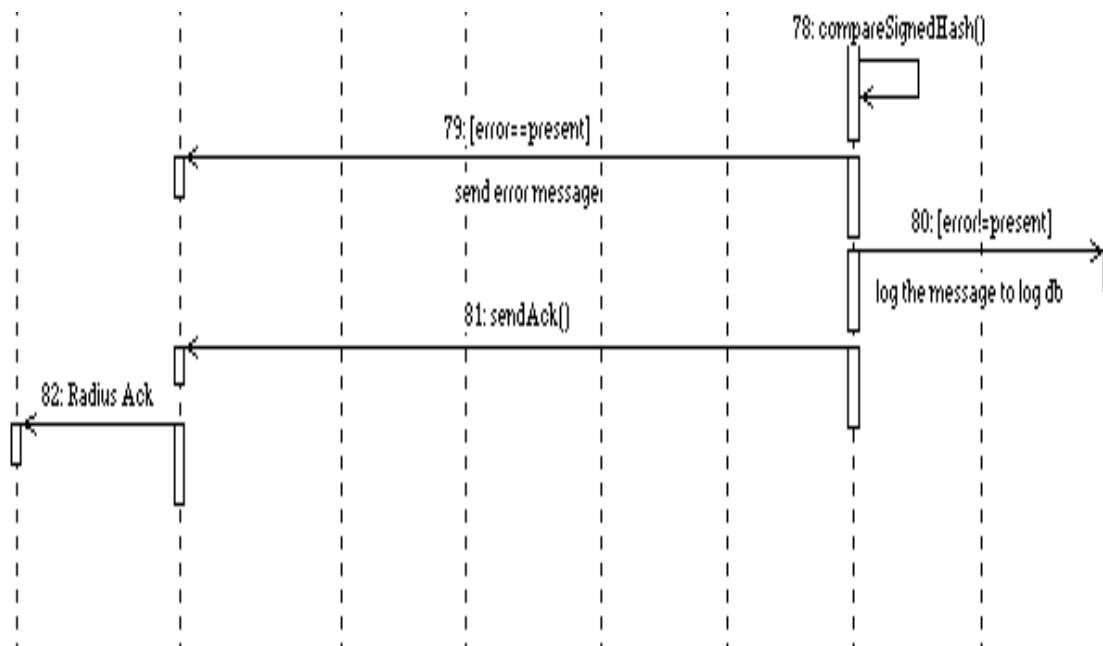 78: compareSignedHash()
79: [error==present]
send error message
80: [error!=present]
log the message to log db
81: sendAck()
82: Radius Ack